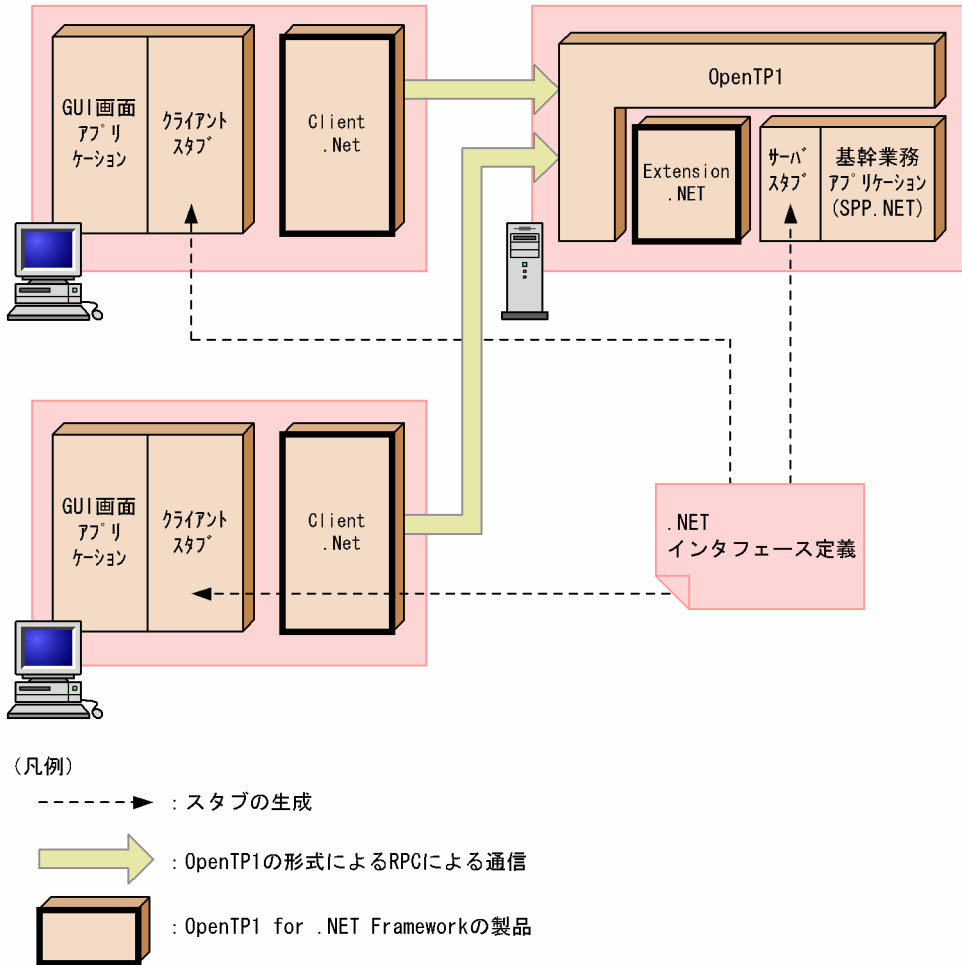 GUI画面
アプリ
ケーション
クライアント
スタブ
Client
.Net
OpenTP1
Extension
.NET
サーバ
スタブ
基幹業務
アプリケーション
(SPP.NET)
GUI画面
アプリ
ケーション
クライアント
スタブ
Client
.Net
.NET
インタフェース定義
(凡例)
:スタブの生成
:OpenTP1の形式によるRPCによる通信
:OpenTP1 for .NET Frameworkの製品